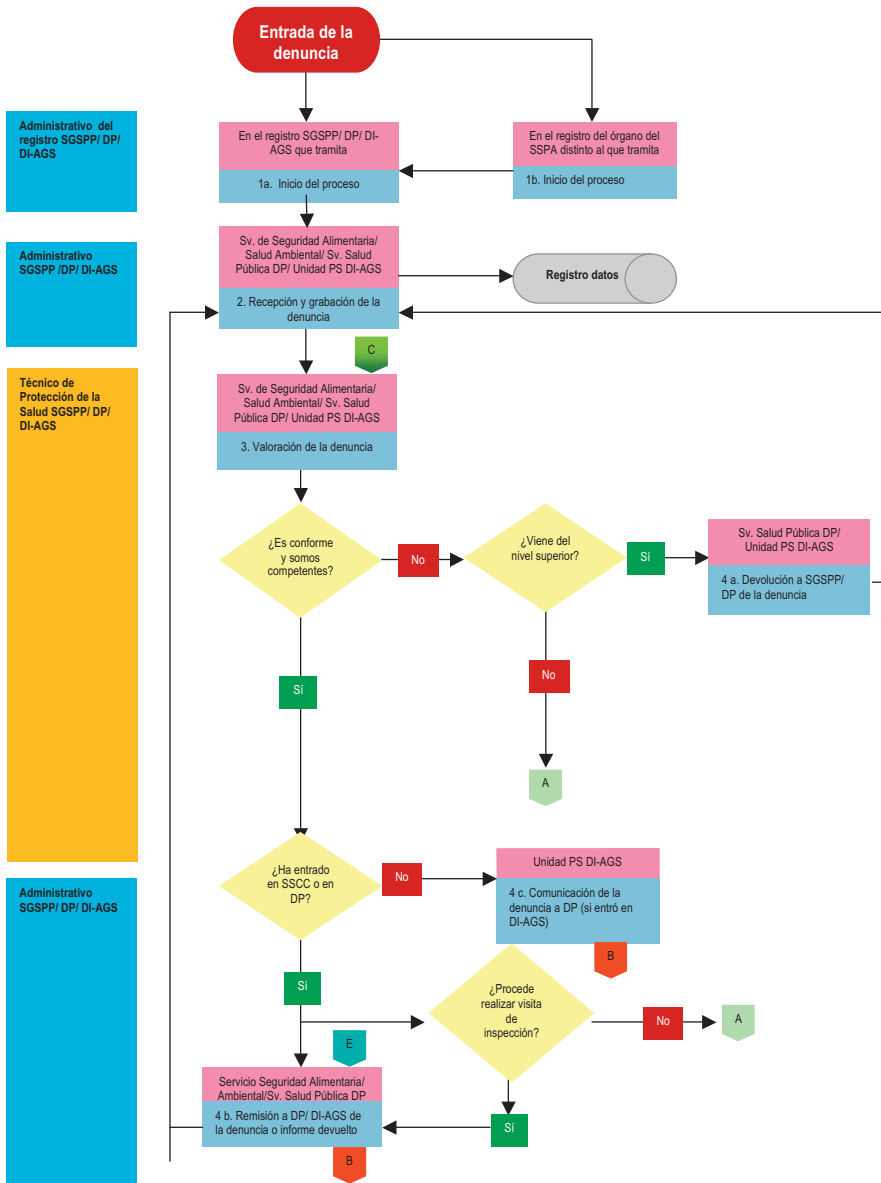 Entrada de la
denuncia
Administrativo del
registro SGSPP/ DP/
DI-AGS
En el registro SGSPP/ DP/ DI-
AGS que tramita
1a. Inicio del proceso
En el registro del órgano del
SSPA distinto al que tramita
1b. Inicio del proceso
Administrativo
SGSPP /DP/ DI-AGS
Sv. de Seguridad Alimentaria/
Salud Ambiental/ Sv. Salud
Pública DP/ Unidad PS DI-AGS
2. Recepción y grabación de la
denuncia
Registro datos
C
Técnico de
Protección de la
Salud SGSPP/ DP/
DI-AGS
Sv. de Seguridad Alimentaria/
Salud Ambiental/ Sv. Salud
Pública DP/ Unidad PS DI-AGS
3. Valoración de la denuncia
¿Es conforme
y somos
competentes?
No
¿Viene del
nivel superior?
Sí
Sv. Salud Pública DP/
Unidad PS DI-AGS
4 a. Devolución a SGSPP/
DP de la denuncia
Sí
No
A
¿Ha entrado
en SSCC o en
DP?
No
Unidad PS DI-AGS
4 c. Comunicación de la
denuncia a DP (si entró en
DI-AGS)
B
Administrativo
SGSPP/ DP/ DI-AGS
Sí
¿Procede
realizar visita
de
inspección?
No
A
E
Servicio Seguridad Alimentaria/
Ambiental/Sv. Salud Pública DP
4 b. Remisión a DP/ DI-AGS de
la denuncia o informe devuelto
Sí
B